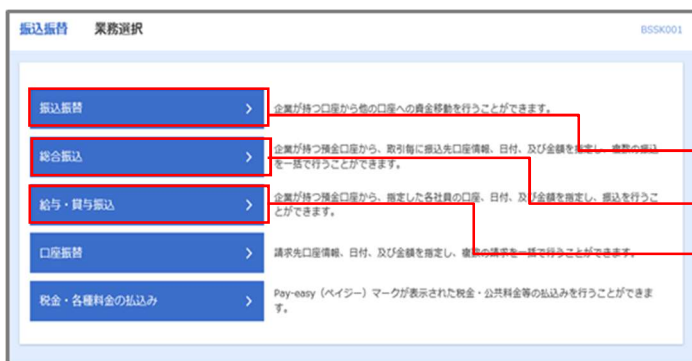 振込振替 業務選択 BSSK001
振込振替 企業が持つ口座から他の口座への資金移動を行うことができます。
総合振込 企業が持つ預金口座から、取引毎に振込先口座情報、日付、及び金額を指定し、複数の振込
を一括で行うことができます。
給与・賞与振込 企業が持つ預金口座から、指定した各社員の口座、日付、及び金額を指定し、振込を行うこ
とができます。
口座振替 請求先口座情報、日付、及び金額を指定し、複数の請求を一括で行うことができます。
税金・各種料金の払込み Pay-easy（ペイジー）マークが表示された税金・公共料金等の払込みを行うことができま
す。